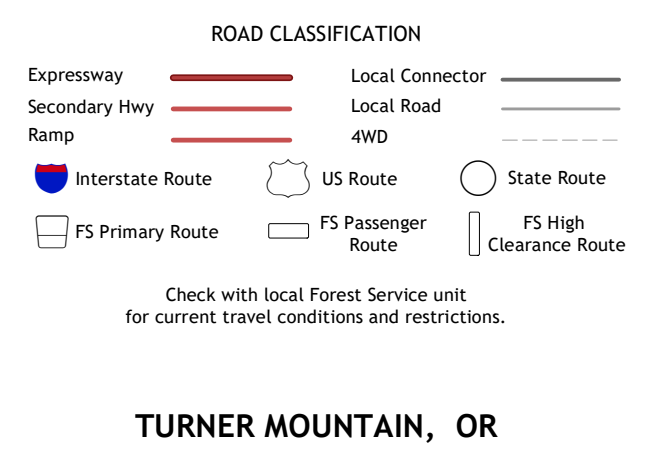 ROAD CLASSIFICATION
Expressway
Local Connector
Secondary Hwy
Local Road
Ramp
4WD
Interstate Route
US Route
State Route
FS Primary Route
FS Passenger
Route
FS High
Clearance Route
Check with local Forest Service unit
for current travel conditions and restrictions.
TURNER MOUNTAIN, OR